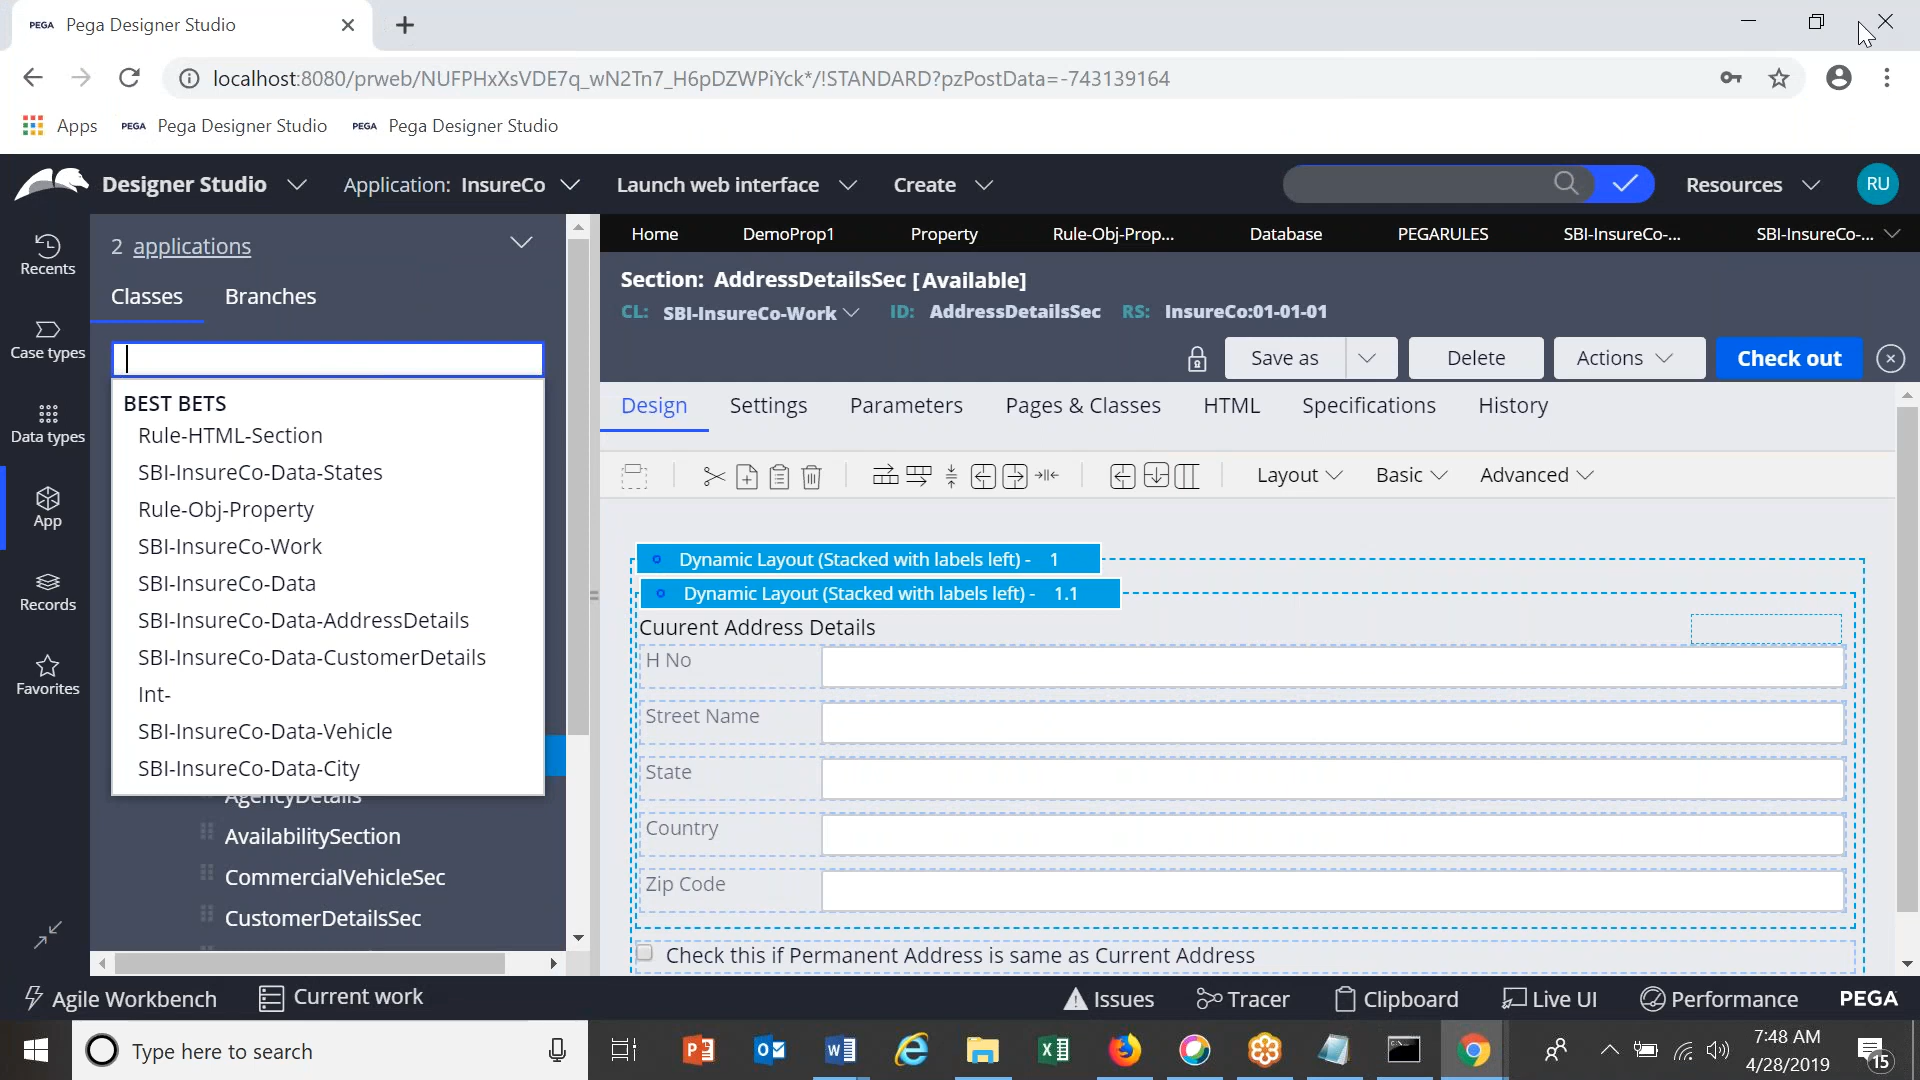 PEGA Pega Designer Studio
localhost:8080/prweb/NUFPHxXsVDE7q_wN2Tn7_H6pDZWPiYck*/!STANDARD?pzPostData=-743139164
Apps PEGA Pega Designer Studio PEGA Pega Designer Studio
Designer Studio Application: InsureCo Launch web interface Create Resources RU
Home DemoProp1 Property Rule-Obj-Prop... Database PEGARULES SBI-InsureCo-... SBI-InsureCo-...
2 applications
Classes Branches
Recents
Case types
Data types
App
Records
Favorites
BEST BETS
Rule-HTML-Section
SBI-InsureCo-Data-States
Rule-Obj-Property
SBI-InsureCo-Work
SBI-InsureCo-Data
SBI-InsureCo-Data-AddressDetails
SBI-InsureCo-Data-CustomerDetails
Int-
SBI-InsureCo-Data-Vehicle
SBI-InsureCo-Data-City
AgencyDetails
AvailabilitySection
CommercialVehicleSec
CustomerDetailsSec
Section: AddressDetailsSec [Available]
CL: SBI-InsureCo-Work ID: AddressDetailsSec RS: InsureCo:01-01-01
Save as Delete Actions Check out
Design Settings Parameters Pages & Classes HTML Specifications History
Layout Basic Advanced
Dynamic Layout (Stacked with labels left) - 1
Dynamic Layout (Stacked with labels left) - 1.1
Cuurent Address Details
H No
Street Name
State
Country
Zip Code
Check this if Permanent Address is same as Current Address
Agile Workbench Current work Issues Tracer Clipboard Live UI Performance PEGA
Type here to search
7:48 AM
4/28/2019
15